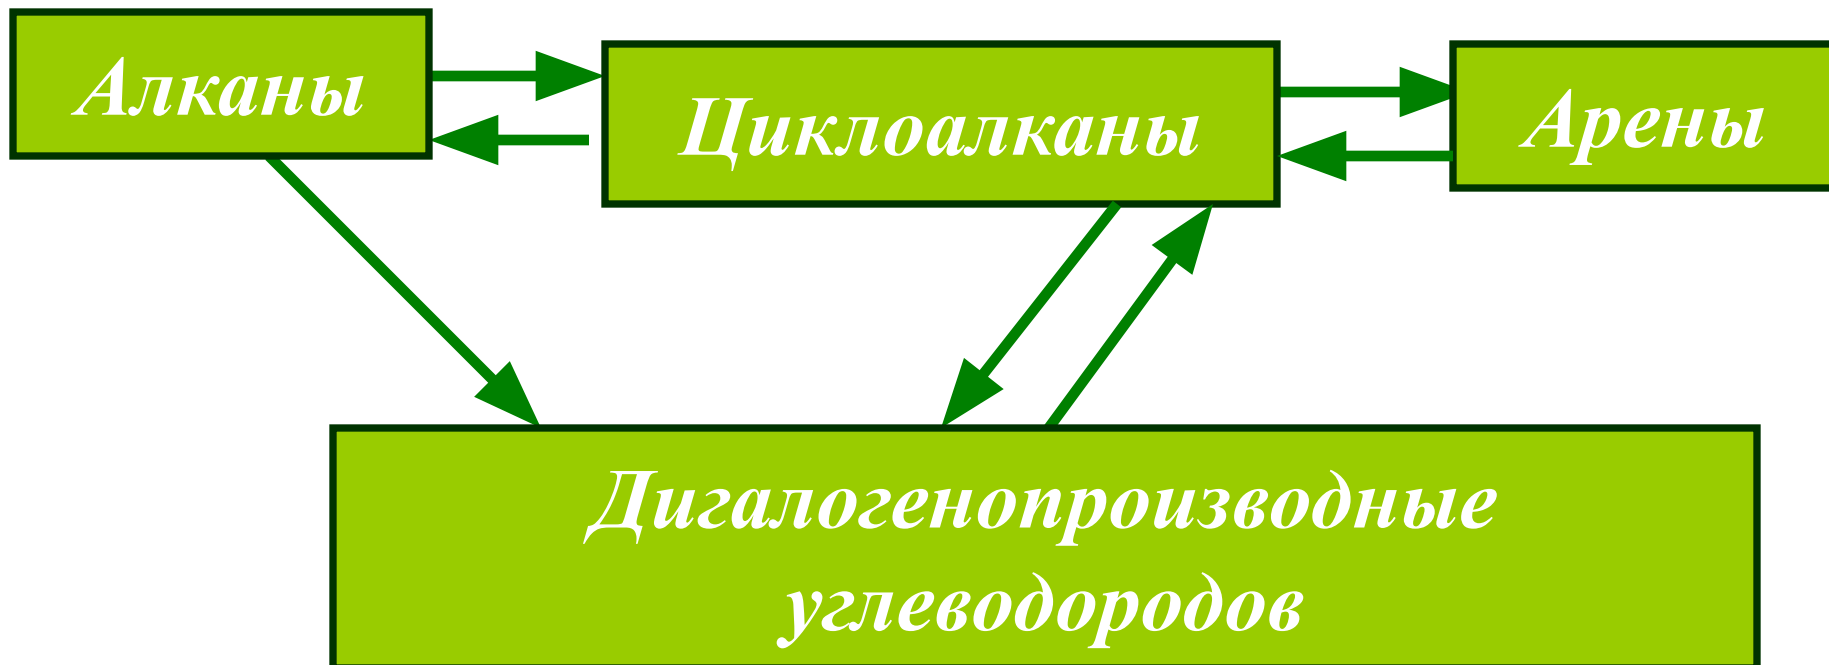 Алканы
Циклоалканы
Арены
Дигалогенопроизводные
углеводородов